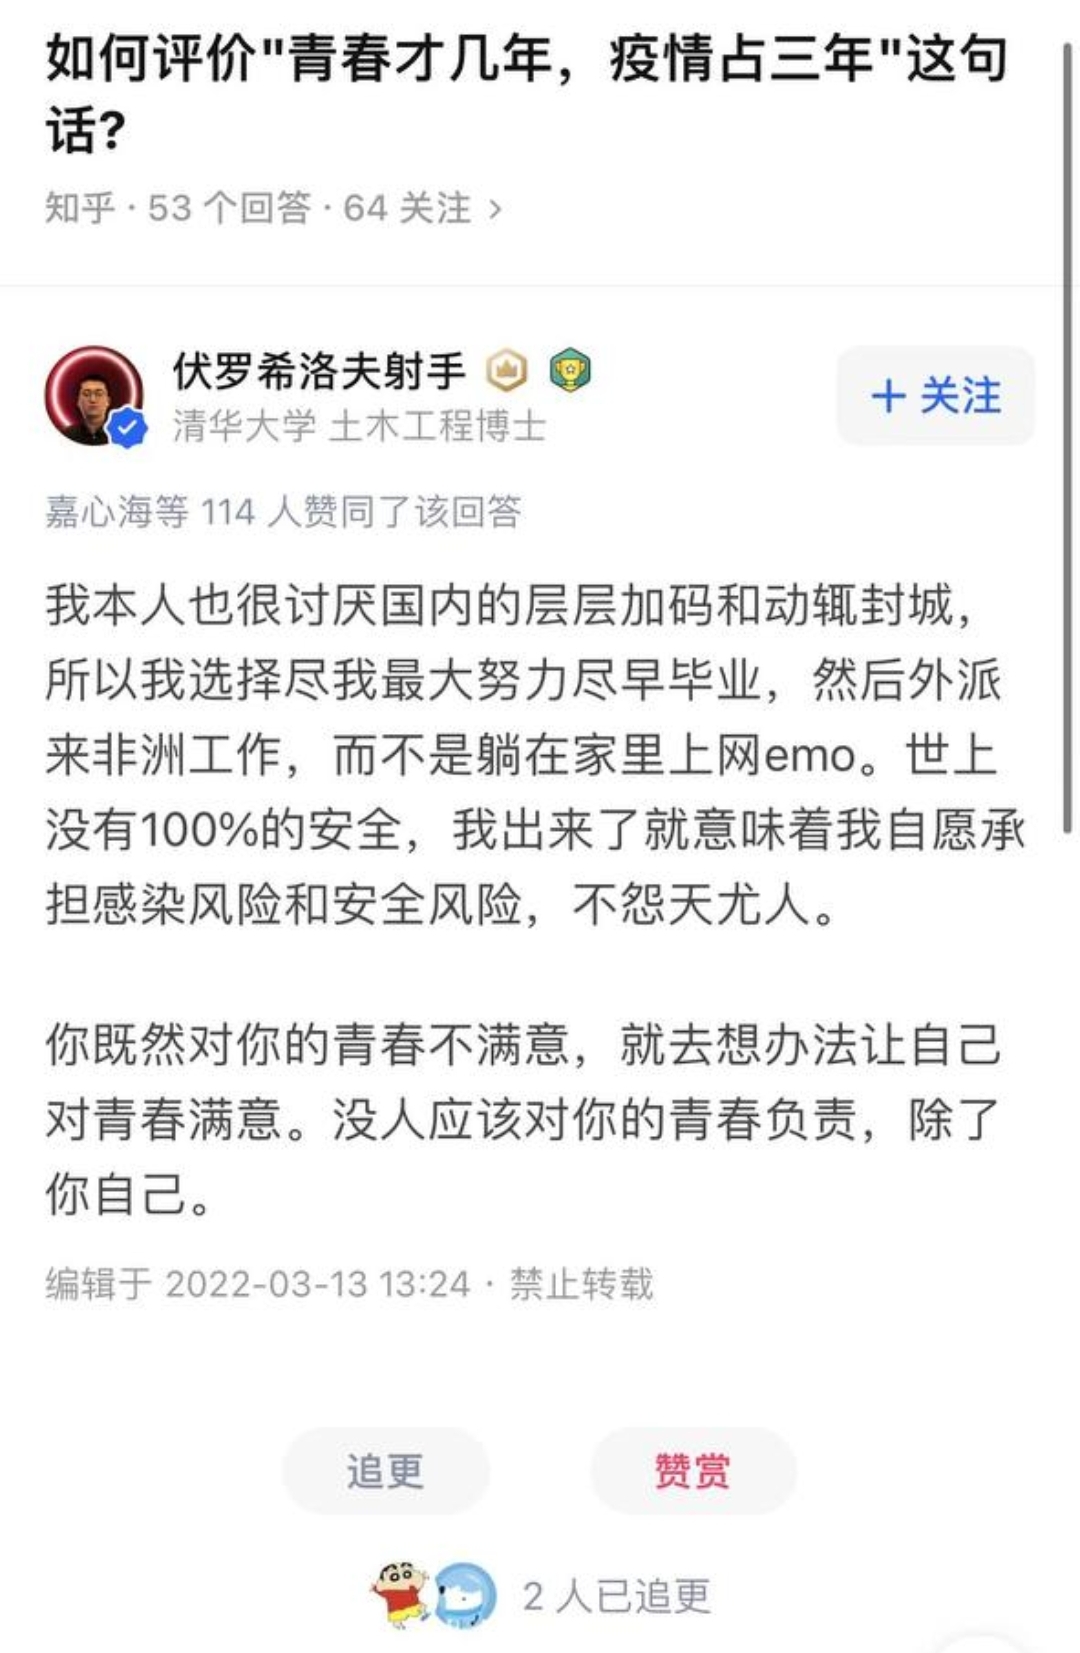 如何评价"青春才几年，疫情占三年"这句
话?
知乎 · 53 个回答 · 64 关注 >
伏罗希洛夫射手
清华大学 土木工程博士
+ 关注
嘉心海等 114 人赞同了该回答
我本人也很讨厌国内的层层加码和动辄封城，
所以我选择尽我最大努力尽早毕业，然后外派
来非洲工作，而不是躺在家里上网emo。世上
没有100%的安全，我出来了就意味着我自愿承
担感染风险和安全风险，不怨天尤人。
你既然对你的青春不满意，就去想办法让自己
对青春满意。没人应该对你的青春负责，除了
你自己。
编辑于 2022-03-13 13:24 · 禁止转载
追更
赞赏
2 人已追更